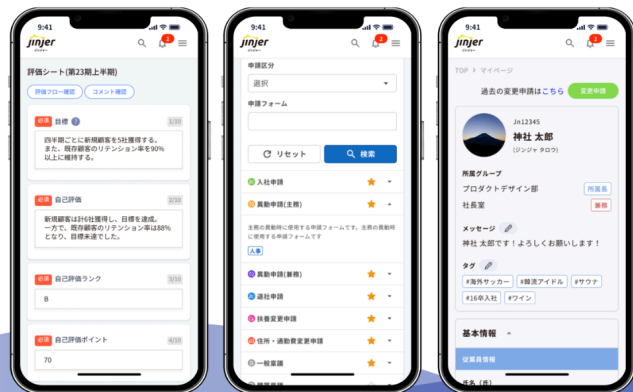 9:41
jinjer
ジンジャー
2
評価シート(第23期上半期)
評価フロー確認
コメント確認
必須 目標 ? 1/10
四半期ごとに新規顧客を5社獲得する。
また、既存顧客のリテンション率を90%
以上に維持する。
必須 自己評価 2/10
新規顧客は計6社獲得し、目標を達成。
一方で、既存顧客のリテンション率は88%
となり、目標未達でした。
必須 自己評価ランク 3/10
B
必須 自己評価ポイント 4/10
70
9:41
jinjer
ジンジャー
2
申請区分
選択
申請フォーム
リセット
検索
入社申請
異動申請(主務)
主務の異動時に使用する申請フォームです。主務の異動時
に使用する申請フォームです
人事
異動申請(兼務)
退社申請
扶養変更申請
住所・通勤費変更申請
一般稟議
9:41
jinjer
ジンジャー
2
TOP > マイページ
過去の変更申請はこちら
変更申請
Jn12345
神社 太郎
(ジンジャ タロウ)
所属グループ
プロダクトデザイン部 所属長
社長室 兼務
メッセージ
神社 太郎です!よろしくお願いします!
タグ
#海外サッカー #韓流アイドル #サウナ
#16卒入社 #ワイン
基本情報
従業員情報
氏名(氏)